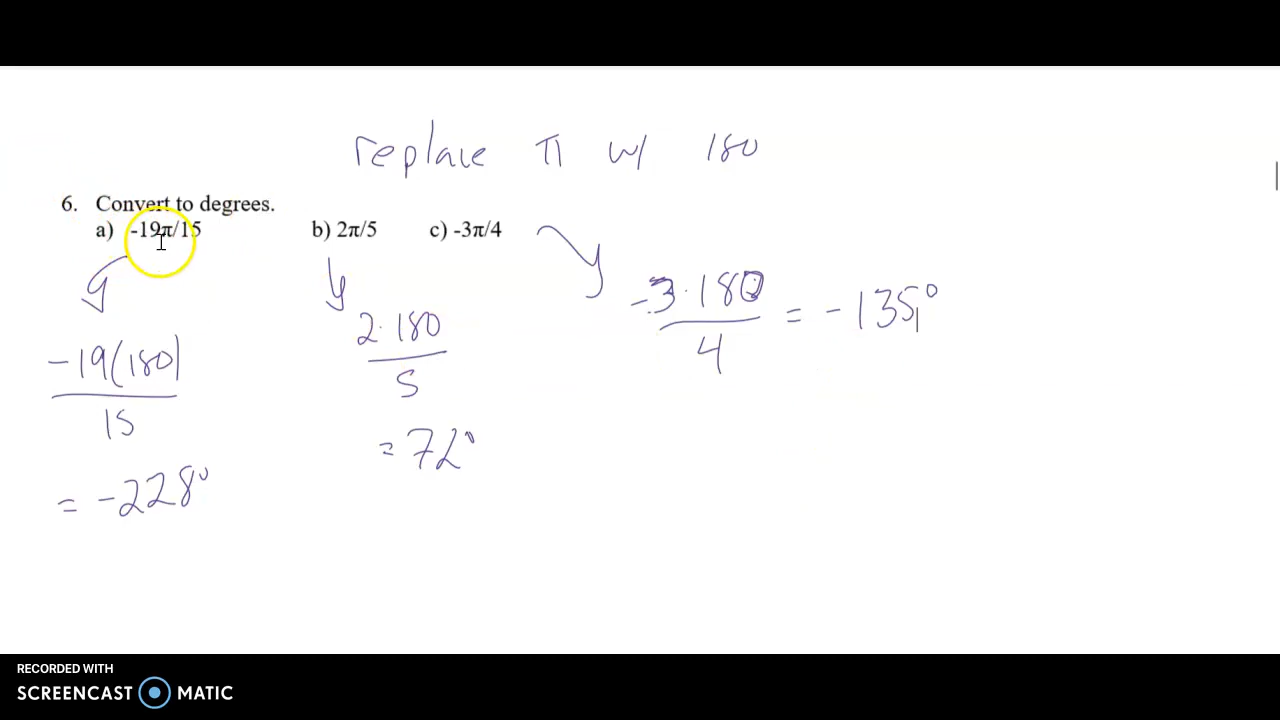 replace π w/ 180
6. Convert to degrees.
a) -19π/15 b) 2π/5 c) -3π/4
-3·180
4
= -135°
2·180
5
= 72°
-19(180)
15
= -228°
RECORDED WITH
SCREENCAST MATIC